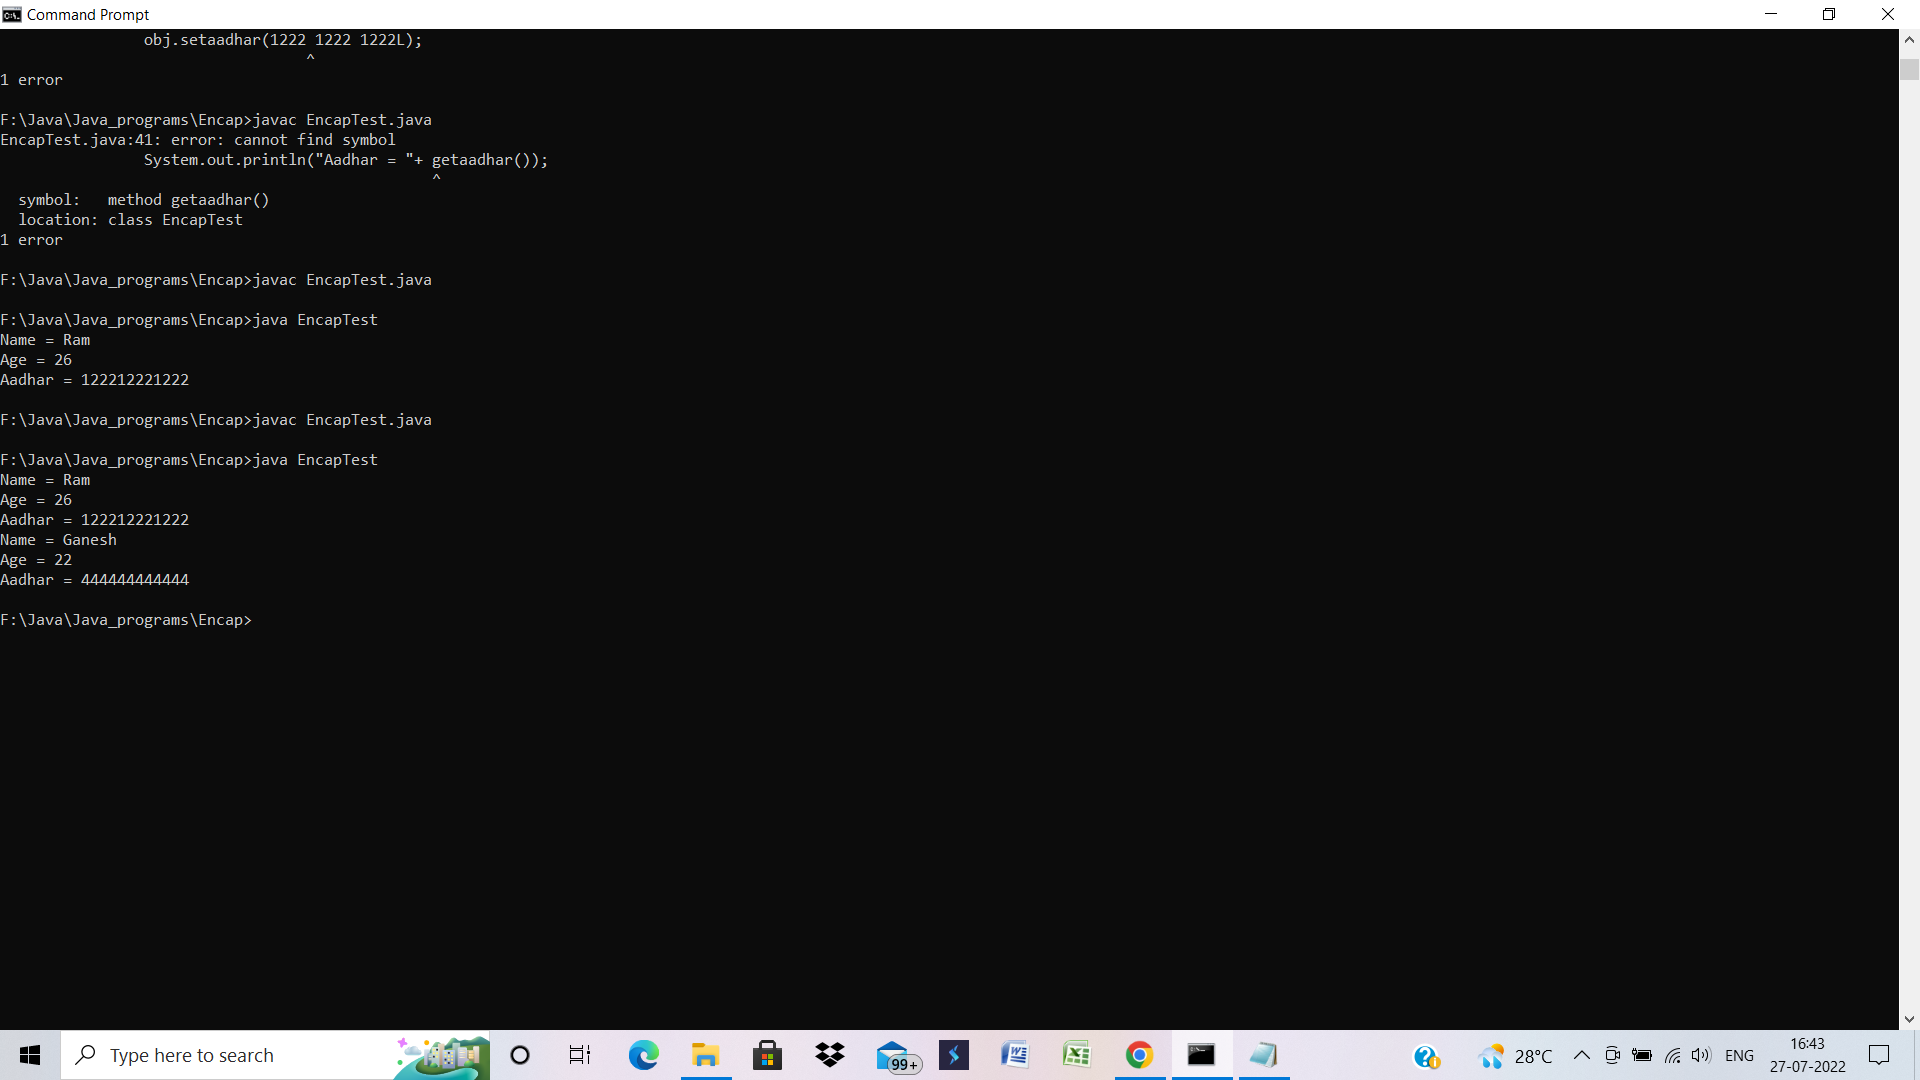 Command Prompt
                obj.setaadhar(1222 1222 1222L);
                                  ^
1 error
F:\Java\Java_programs\Encap>javac EncapTest.java
EncapTest.java:41: error: cannot find symbol
                System.out.println("Aadhar = "+ getaadhar());
                                                ^
  symbol:   method getaadhar()
  location: class EncapTest
1 error
F:\Java\Java_programs\Encap>javac EncapTest.java
F:\Java\Java_programs\Encap>java EncapTest
Name = Ram
Age = 26
Aadhar = 122212221222
F:\Java\Java_programs\Encap>javac EncapTest.java
F:\Java\Java_programs\Encap>java EncapTest
Name = Ram
Age = 26
Aadhar = 122212221222
Name = Ganesh
Age = 22
Aadhar = 444444444444
F:\Java\Java_programs\Encap>
Type here to search
99+
28°C
ENG
16:43
27-07-2022